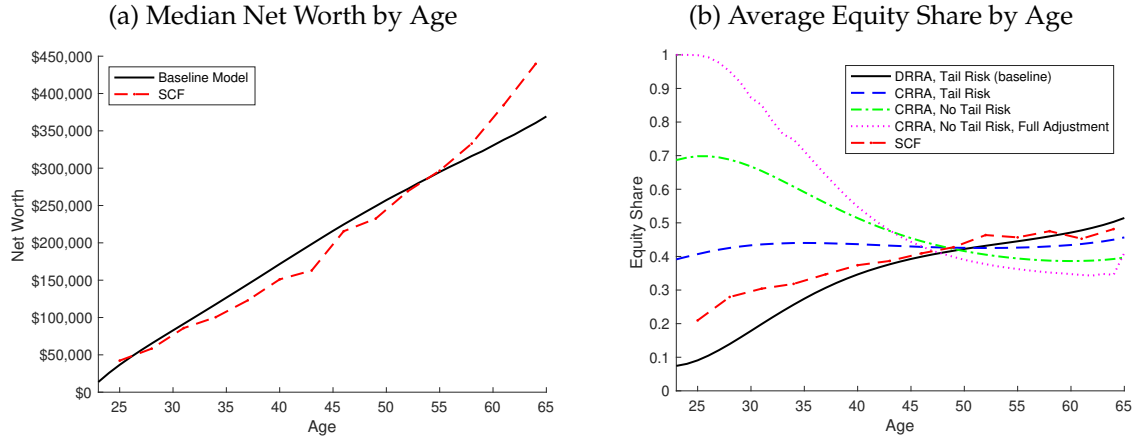 (a) Median Net Worth by Age
$450,000
$400,000
$350,000
$300,000
$250,000
$200,000
$150,000
$100,000
$50,000
$0
Net Worth
Baseline Model
SCF
25 30 35 40 45 50 55 60 65
Age
(b) Average Equity Share by Age
1
0.9
0.8
0.7
0.6
0.5
0.4
0.3
0.2
0.1
0
Equity Share
DRRA, Tail Risk (baseline)
CRRA, Tail Risk
CRRA, No Tail Risk
CRRA, No Tail Risk, Full Adjustment
SCF
25 30 35 40 45 50 55 60 65
Age